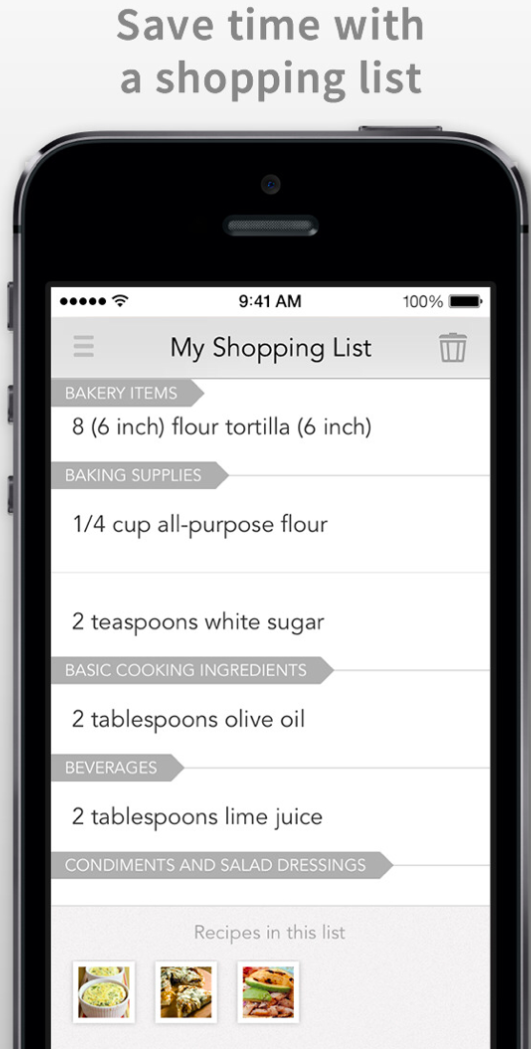 Save time with
a shopping list
9:41 AM
100%
My Shopping List
BAKERY ITEMS
8 (6 inch) flour tortilla (6 inch)
BAKING SUPPLIES
1/4 cup all-purpose flour
2 teaspoons white sugar
BASIC COOKING INGREDIENTS
2 tablespoons olive oil
BEVERAGES
2 tablespoons lime juice
CONDIMENTS AND SALAD DRESSINGS
Recipes in this list